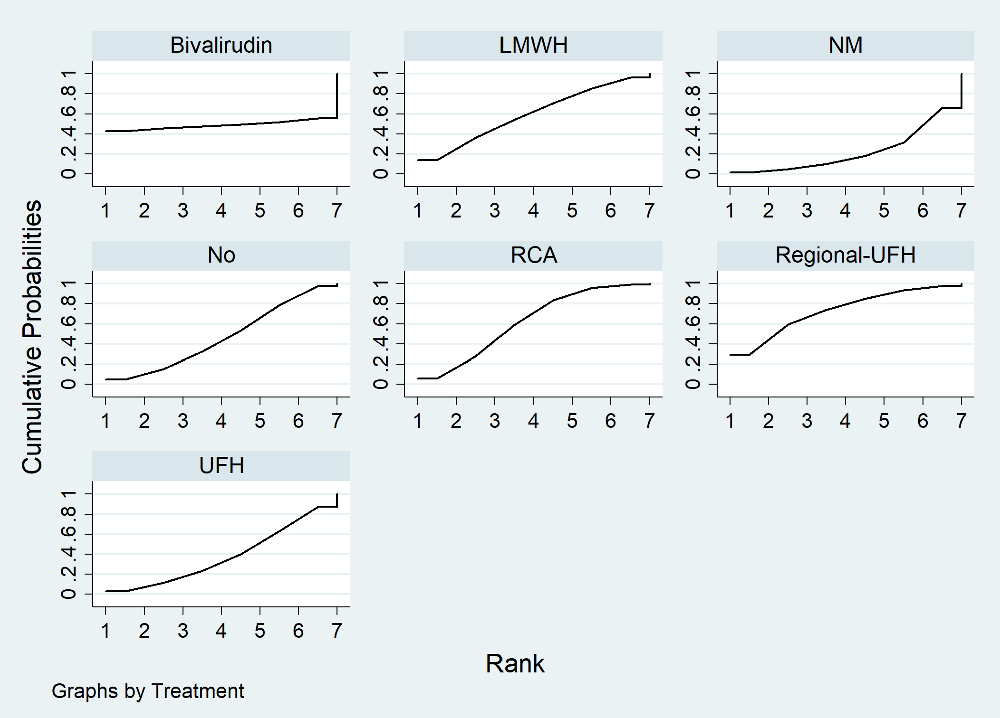 Cumulative Probabilities
Bivalirudin
0 .2 .4 .6 .8 1
1 2 3 4 5 6 7
LMWH
0 .2 .4 .6 .8 1
1 2 3 4 5 6 7
NM
0 .2 .4 .6 .8 1
1 2 3 4 5 6 7
No
0 .2 .4 .6 .8 1
1 2 3 4 5 6 7
RCA
0 .2 .4 .6 .8 1
1 2 3 4 5 6 7
Regional-UFH
0 .2 .4 .6 .8 1
1 2 3 4 5 6 7
UFH
0 .2 .4 .6 .8 1
1 2 3 4 5 6 7
Rank
Graphs by Treatment